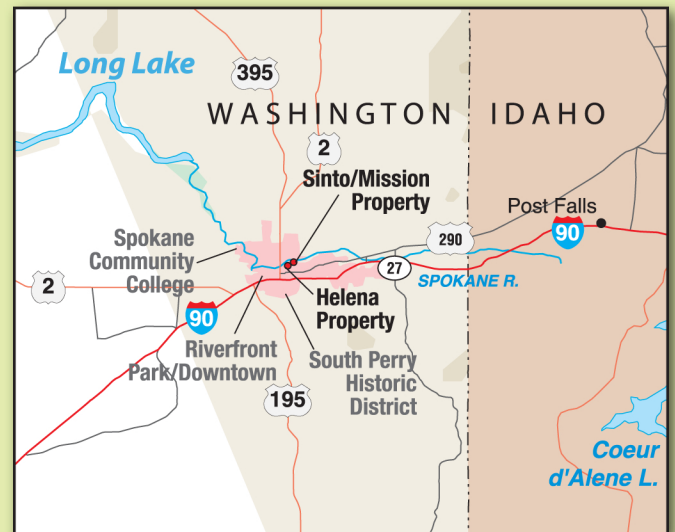 Long Lake
395
WASHINGTON
IDAHO
2
Sinto/Mission
Property
Post Falls
90
290
Spokane
Community
College
27
SPOKANE R.
2
Helena
Property
90
Riverfront
Park/Downtown
South Perry
Historic
District
195
Coeur
d'Alene L.